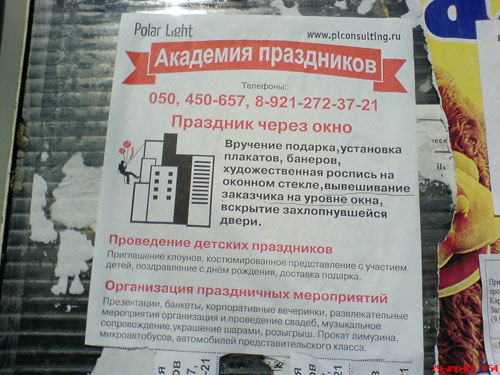 Polar Light
www.plconsulting.ru
Академия праздников
Телефоны:
050, 450-657, 8-921-272-37-21
Праздник через окно
Вручение подарка,установка
плакатов, банеров,
художественная роспись на
оконном стекле,вывешивание
заказчика на уровне окна,
вскрытие захлопнувшейся
двери.
Проведение детских праздников
Приглашение клоунов, костюмированное представление с участием
детей, поздравление с днём рождения, доставка подарка.
Организация праздничных мероприятий
Презентации, банкеты, корпоративные вечеринки, развлекательные
мероприятия организация и проведение свадеб, музыкальное
сопровождение,украшение шарами, розыгрыш. Прокат лимузина,
микроавтобусов, автомобилей представительского класса.